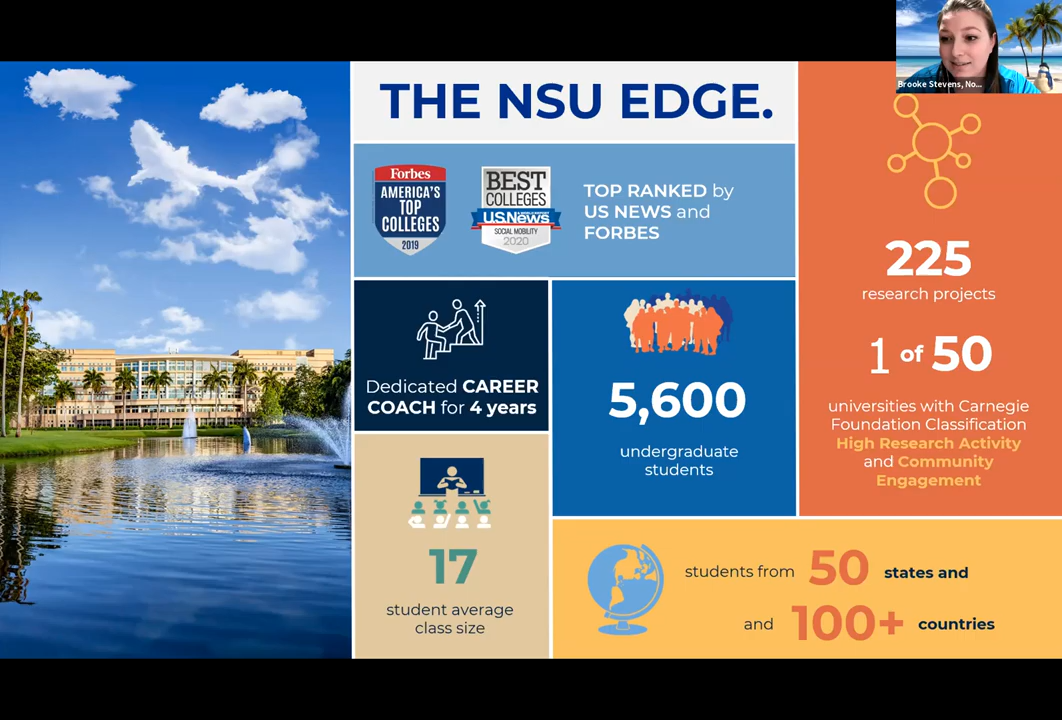 Brooke Stevens, No...
THE NSU EDGE.
Forbes
AMERICA'S
TOP
COLLEGES
2019
BEST
COLLEGES
U.S.News
SOCIAL MOBILITY
2020
TOP RANKED by
US NEWS and
FORBES
Dedicated CAREER
COACH for 4 years
17
student average
class size
5,600
undergraduate
students
225
research projects
1 of 50
universities with Carnegie
Foundation Classification
High Research Activity
and Community
Engagement
students from 50 states and
and 100+ countries